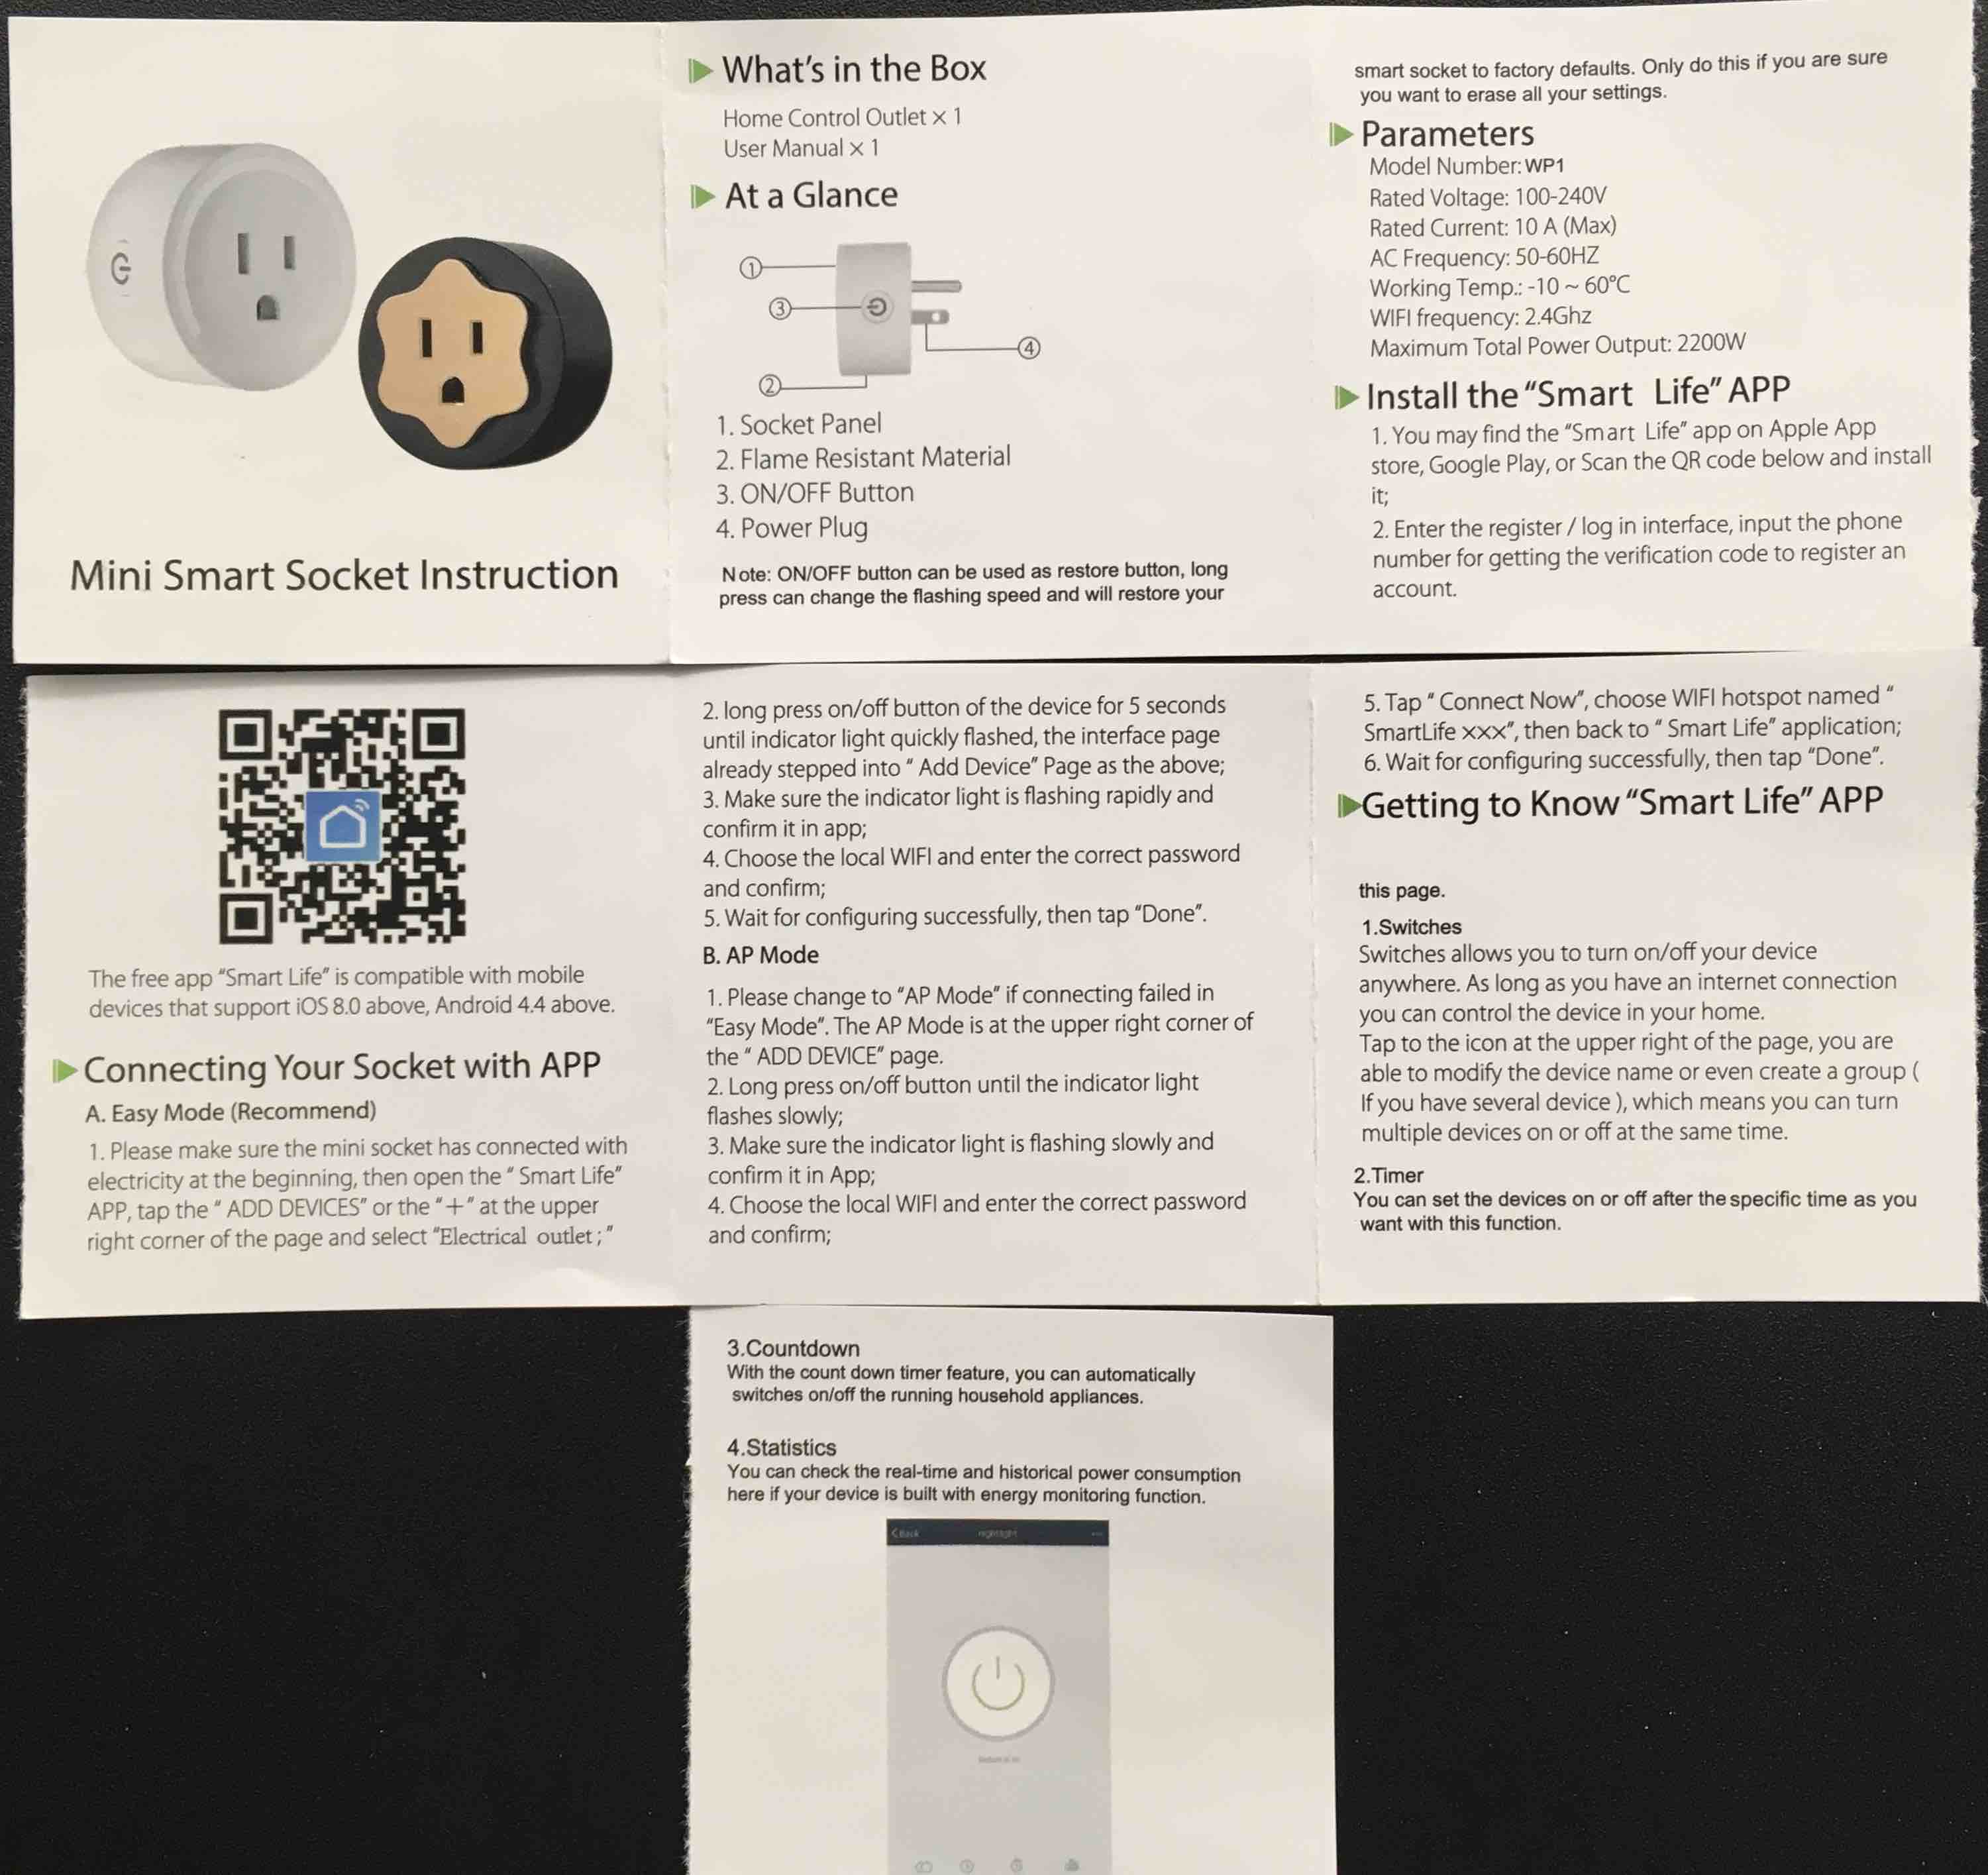 Mini Smart Socket Instruction
What's in the Box
Home Control Outlet × 1
User Manual × 1
At a Glance
①
③
④
②
1. Socket Panel
2. Flame Resistant Material
3. ON/OFF Button
4. Power Plug
Note: ON/OFF button can be used as restore button, long
press can change the flashing speed and will restore your
smart socket to factory defaults. Only do this if you are sure
you want to erase all your settings.
Parameters
Model Number: WP1
Rated Voltage: 100-240V
Rated Current: 10 A (Max)
AC Frequency: 50-60HZ
Working Temp.: -10 ~ 60℃
WIFI frequency: 2.4Ghz
Maximum Total Power Output: 2200W
Install the “Smart Life” APP
1. You may find the “Smart Life” app on Apple App
store, Google Play, or Scan the QR code below and install
it;
2. Enter the register / log in interface, input the phone
number for getting the verification code to register an
account.
The free app “Smart Life” is compatible with mobile
devices that support iOS 8.0 above, Android 4.4 above.
Connecting Your Socket with APP
A. Easy Mode (Recommend)
1. Please make sure the mini socket has connected with
electricity at the beginning, then open the “ Smart Life”
APP, tap the “ ADD DEVICES” or the “+” at the upper
right corner of the page and select “Electrical outlet ; ”
2. long press on/off button of the device for 5 seconds
until indicator light quickly flashed, the interface page
already stepped into “ Add Device” Page as the above;
3. Make sure the indicator light is flashing rapidly and
confirm it in app;
4. Choose the local WIFI and enter the correct password
and confirm;
5. Wait for configuring successfully, then tap “Done”.
B. AP Mode
1. Please change to “AP Mode” if connecting failed in
“Easy Mode”. The AP Mode is at the upper right corner of
the “ ADD DEVICE” page.
2. Long press on/off button until the indicator light
flashes slowly;
3. Make sure the indicator light is flashing slowly and
confirm it in App;
4. Choose the local WIFI and enter the correct password
and confirm;
5. Tap “ Connect Now”, choose WIFI hotspot named “
SmartLife xxx”, then back to “ Smart Life” application;
6. Wait for configuring successfully, then tap “Done”.
Getting to Know “Smart Life” APP
this page.
1.Switches
Switches allows you to turn on/off your device
anywhere. As long as you have an internet connection
you can control the device in your home.
Tap to the icon at the upper right of the page, you are
able to modify the device name or even create a group (
If you have several device ), which means you can turn
multiple devices on or off at the same time.
2.Timer
You can set the devices on or off after the specific time as you
want with this function.
3.Countdown
With the count down timer feature, you can automatically
switches on/off the running household appliances.
4.Statistics
You can check the real-time and historical power consumption
here if your device is built with energy monitoring function.
Back
nightlight